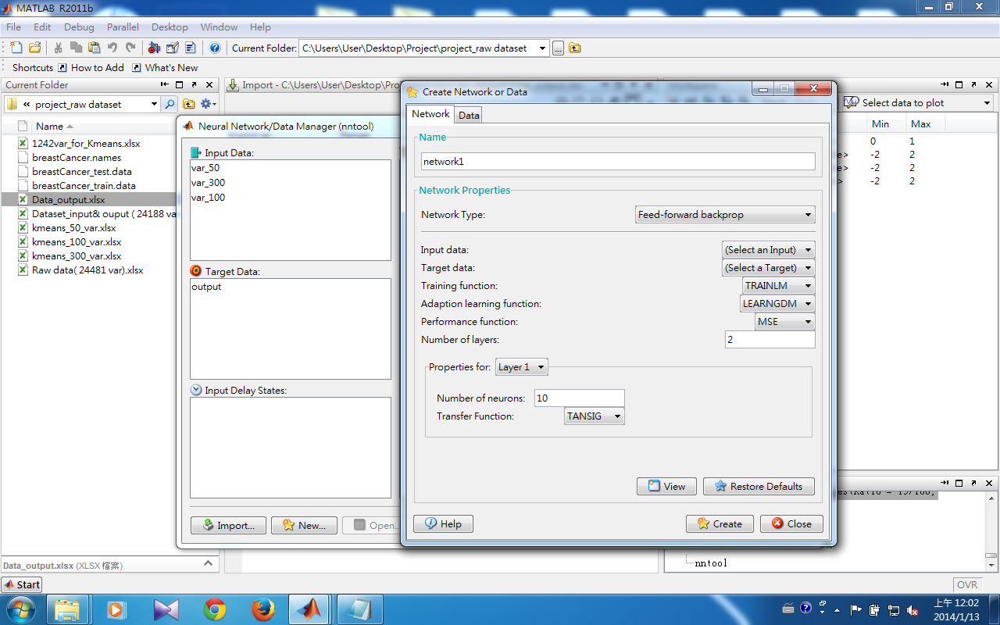 MATLAB R2011b
File Edit Debug Parallel Desktop Window Help
Current Folder: C:\Users\User\Desktop\Project\project_raw dataset
Shortcuts How to Add What's New
Current Folder
Import - C:\Users\User\Desktop\Pro
« project_raw dataset
Name
1242var_for_Kmeans.xlsx
breastCancer.names
breastCancer_test.data
breastCancer_train.data
Data_output.xlsx
Dataset_input& ouput ( 24188 va
kmeans_50_var.xlsx
kmeans_100_var.xlsx
kmeans_300_var.xlsx
Raw data( 24481 var).xlsx
Data_output.xlsx (XLSX 檔案)
Neural Network/Data Manager (nntool)
Input Data:
var_50
var_300
var_100
Target Data:
output
Input Delay States:
Import... New... Open...
Create Network or Data
Network Data
Name
network1
Network Properties
Network Type: Feed-forward backprop
Input data: (Select an Input)
Target data: (Select a Target)
Training function: TRAINLM
Adaption learning function: LEARNGDM
Performance function: MSE
Number of layers: 2
Properties for: Layer 1
Number of neurons: 10
Transfer Function: TANSIG
View Restore Defaults
Help Create Close
Select data to plot
Min Max
0 1
e> -2 2
e> -2 2
> -2 2
nntool
Start
OVR
上午 12:02
2014/1/13